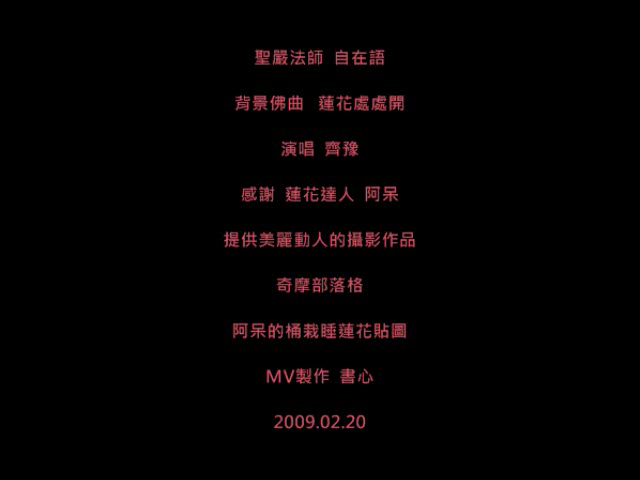 聖嚴法師 自在語
背景佛曲 蓮花處處開
演唱 齊豫
感謝 蓮花達人 阿呆
提供美麗動人的攝影作品
奇摩部落格
阿呆的桶栽睡蓮花貼圖
MV製作 書心
2009.02.20